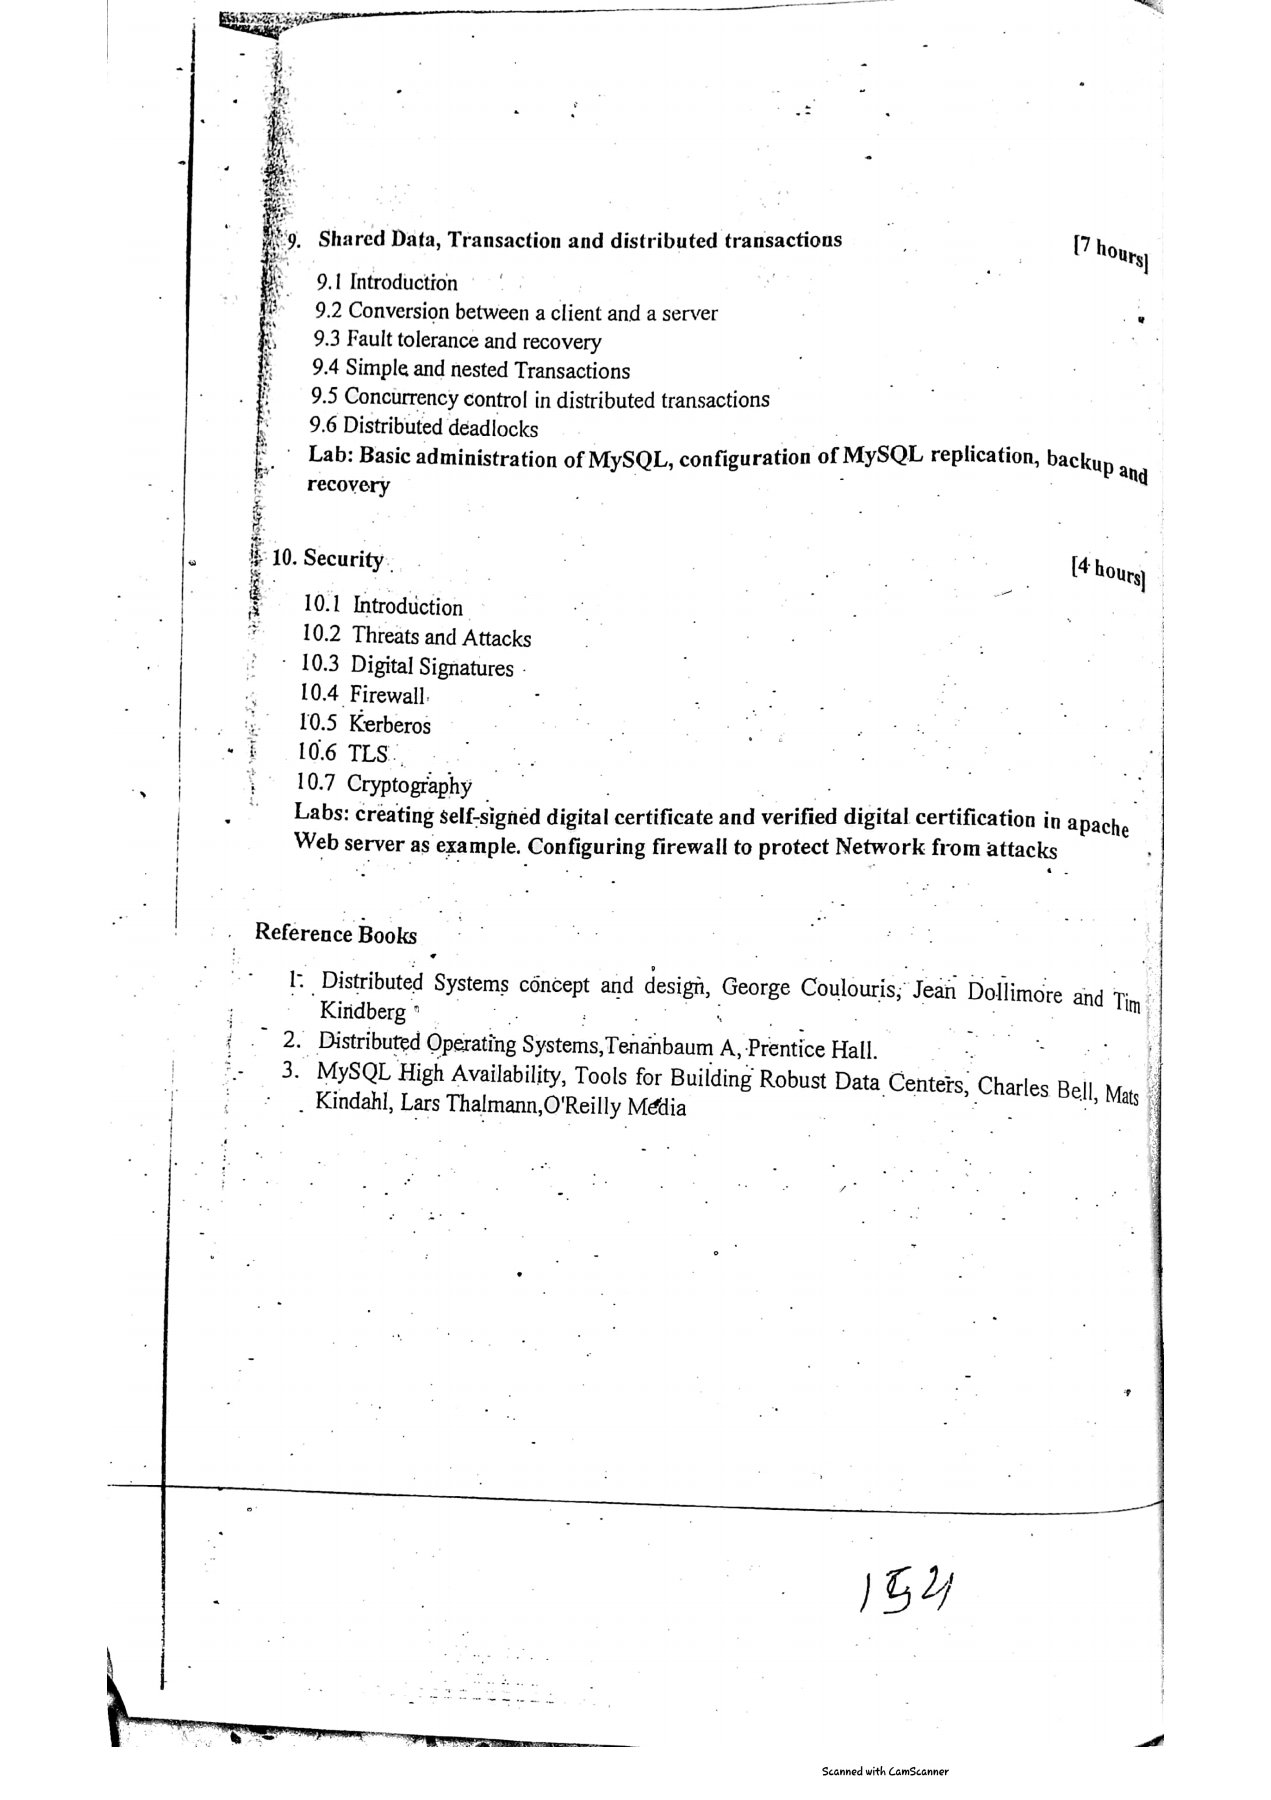 9. Shared Data, Transaction and distributed transactions [7 hours]
9.1 Introduction
9.2 Conversion between a client and a server
9.3 Fault tolerance and recovery
9.4 Simple and nested Transactions
9.5 Concurrency control in distributed transactions
9.6 Distributed deadlocks
Lab: Basic administration of MySQL, configuration of MySQL replication, backup and
recovery
10. Security [4 hours]
10.1 Introduction
10.2 Threats and Attacks
10.3 Digital Signatures
10.4 Firewall
10.5 Kerberos
10.6 TLS
10.7 Cryptography
Labs: creating self-signed digital certificate and verified digital certification in apache
Web server as example. Configuring firewall to protect Network from attacks
Reference Books
1. Distributed Systems concept and design, George Coulouris, Jean Dollimore and Tim
Kindberg
2. Distributed Operating Systems,Tenanbaum A, Prentice Hall.
3. MySQL High Availability, Tools for Building Robust Data Centers, Charles Bell, Mats
Kindahl, Lars Thalmann,O'Reilly Media
154
Scanned with CamScanner